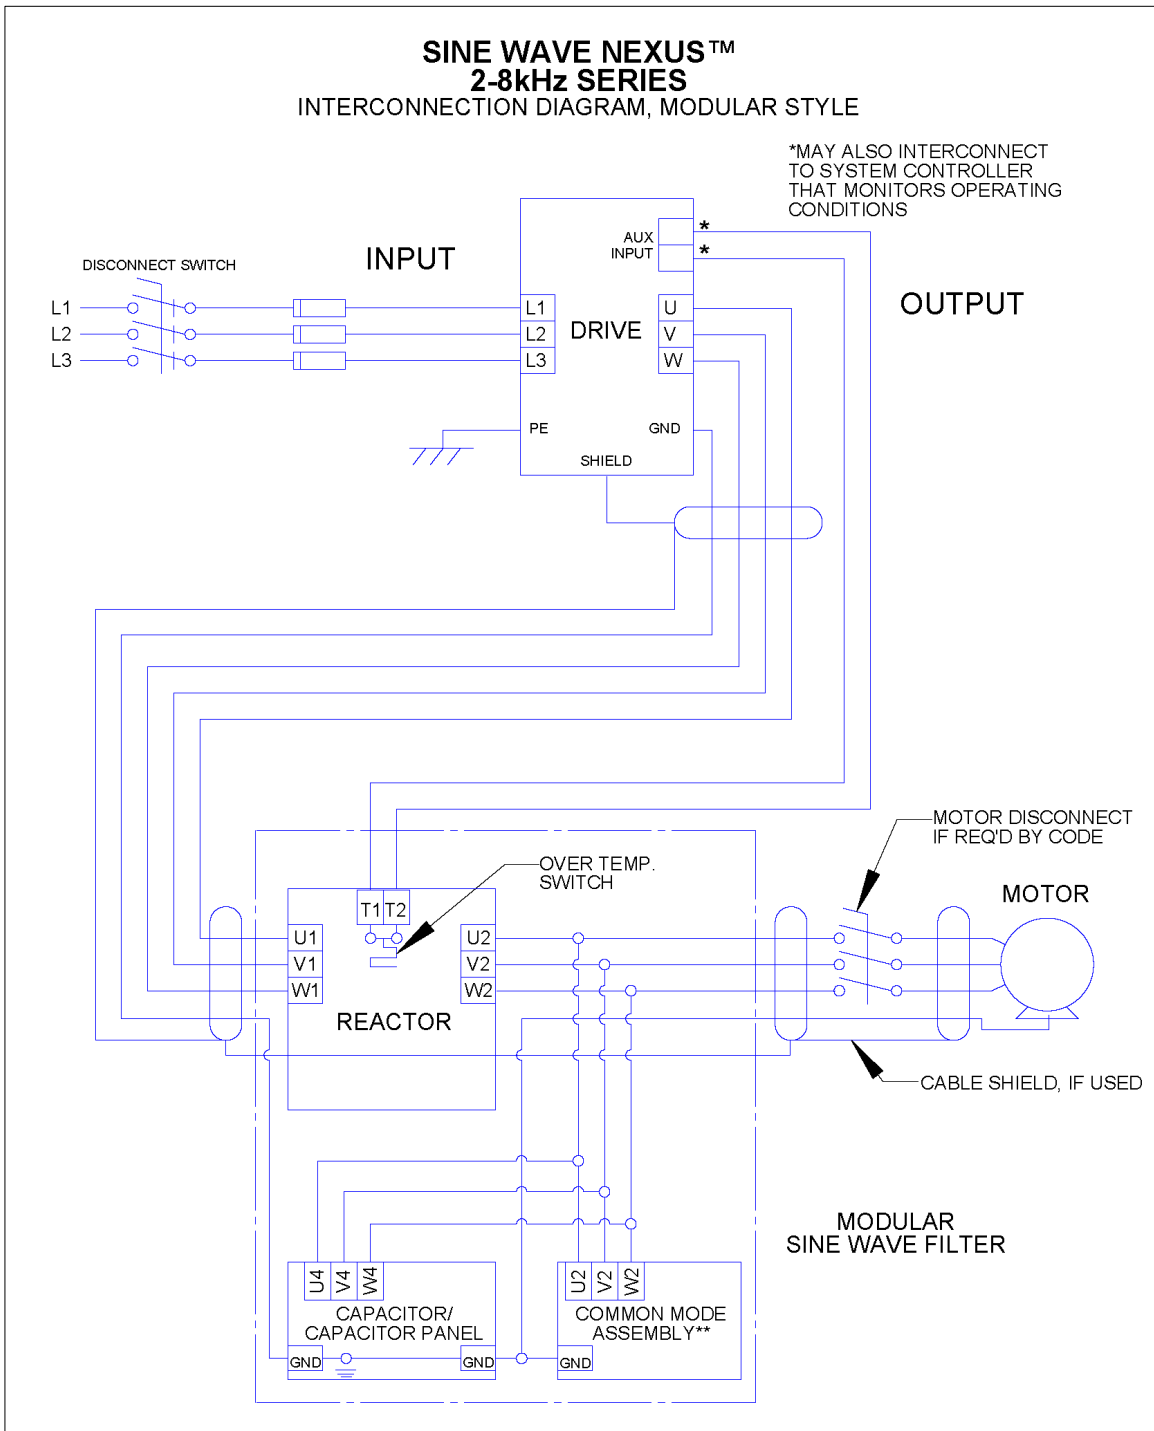 SINE WAVE NEXUS™
2-8kHz SERIES
INTERCONNECTION DIAGRAM, MODULAR STYLE
*MAY ALSO INTERCONNECT
TO SYSTEM CONTROLLER
THAT MONITORS OPERATING
CONDITIONS
AUX
INPUT
*
*
INPUT
DISCONNECT SWITCH
OUTPUT
L1
L2
L3
L1
L2
L3
DRIVE
U
V
W
PE
GND
SHIELD
MOTOR DISCONNECT
IF REQ'D BY CODE
OVER TEMP.
SWITCH
MOTOR
T1 T2
U1
V1
W1
U2
V2
W2
REACTOR
CABLE SHIELD, IF USED
MODULAR
SINE WAVE FILTER
U4 V4 W4
U2 V2 W2
CAPACITOR/
CAPACITOR PANEL
COMMON MODE
ASSEMBLY**
GND
GND
GND